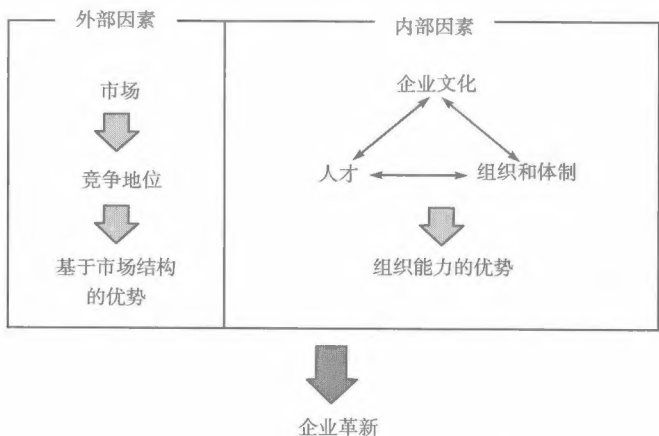 外部因素
市场
竞争地位
基于市场结构
的优势
内部因素
企业文化
人才
组织和体制
组织能力的优势
企业革新